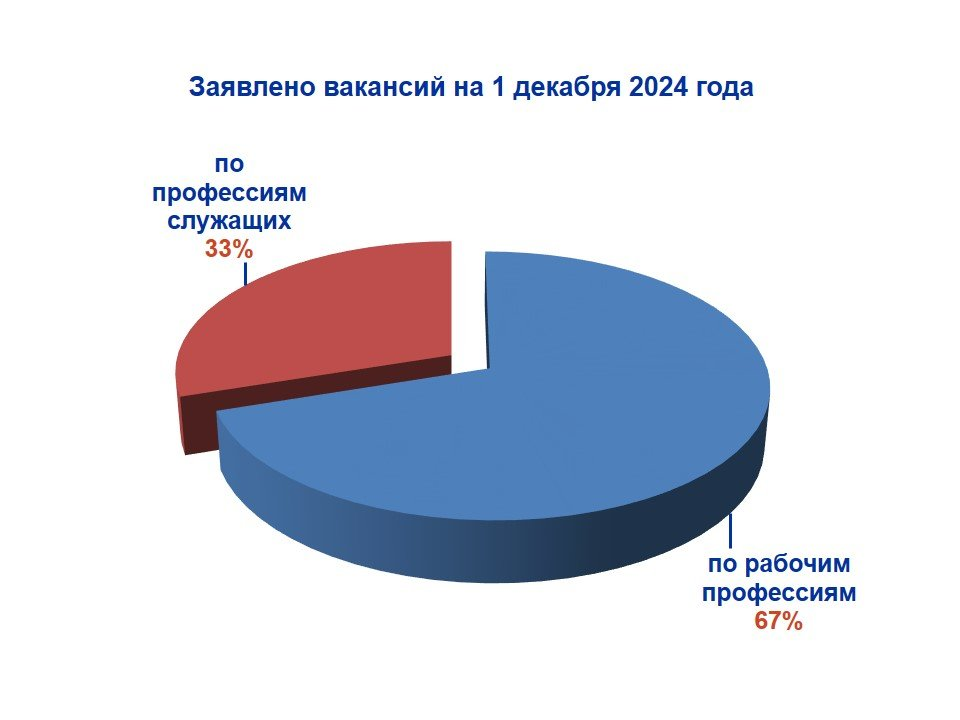 Заявлено вакансий на 1 декабря 2024 года
по
профессиям
служащих
33%
по рабочим
профессиям
67%